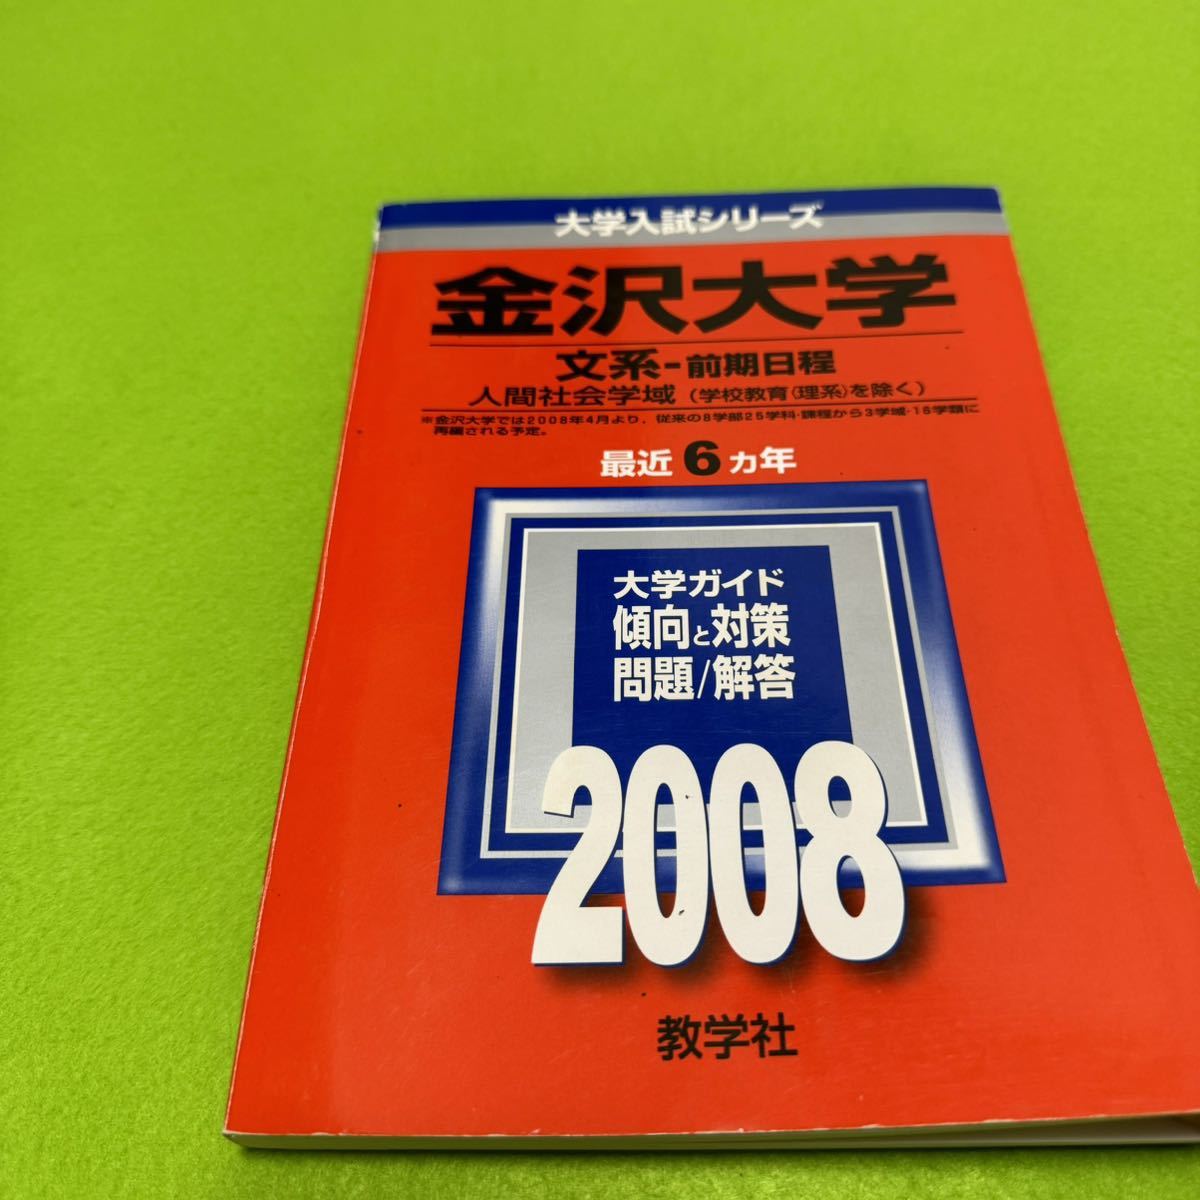 大学入試シリーズ
金沢大学
文系-前期日程
人間社会学域（学校教育〈理系〉を除く）
※金沢大学では2008年4月より，従来の8学部25学科・課程から3学域・16学類に
再編される予定。
最近6ヵ年
大学ガイド
傾向と対策
問題/解答
2008
教学社